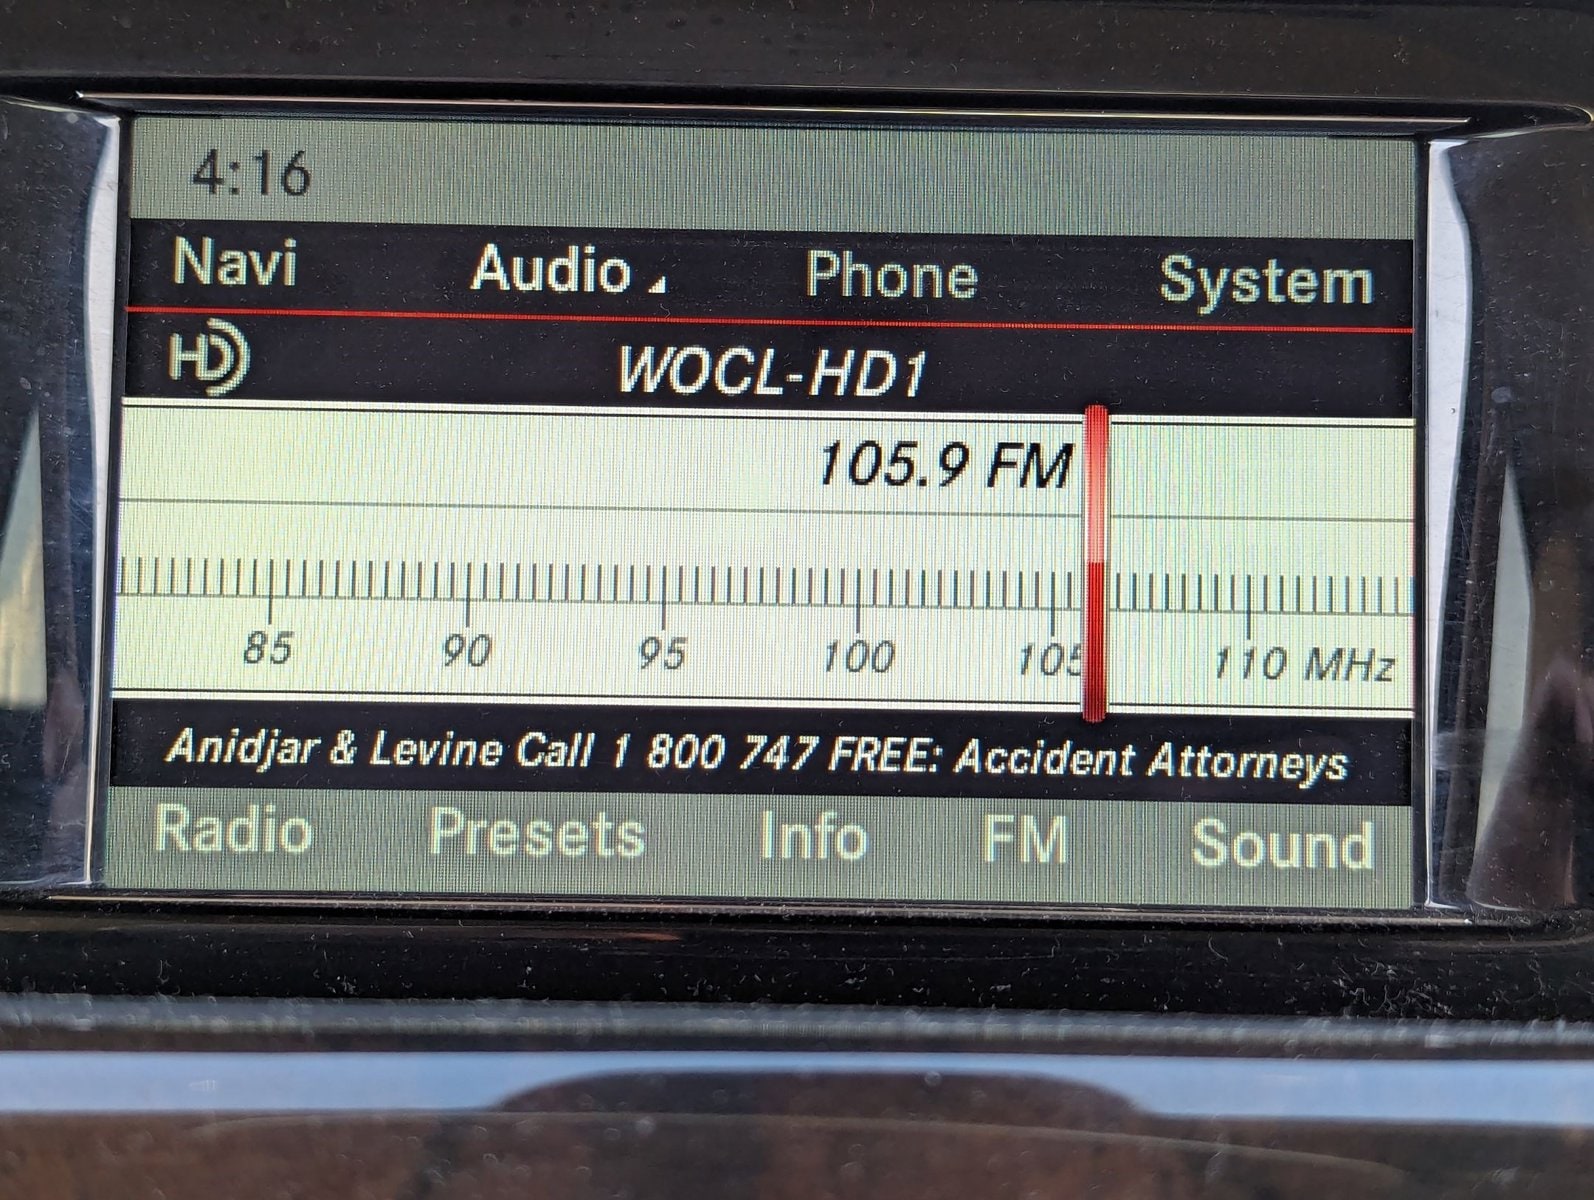 4:16
Navi Audio Phone System
HD WOCL-HD1
105.9 FM
85 90 95 100 105 110 MHz
Anidjar & Levine Call 1 800 747 FREE: Accident Attorneys
Radio Presets Info FM Sound